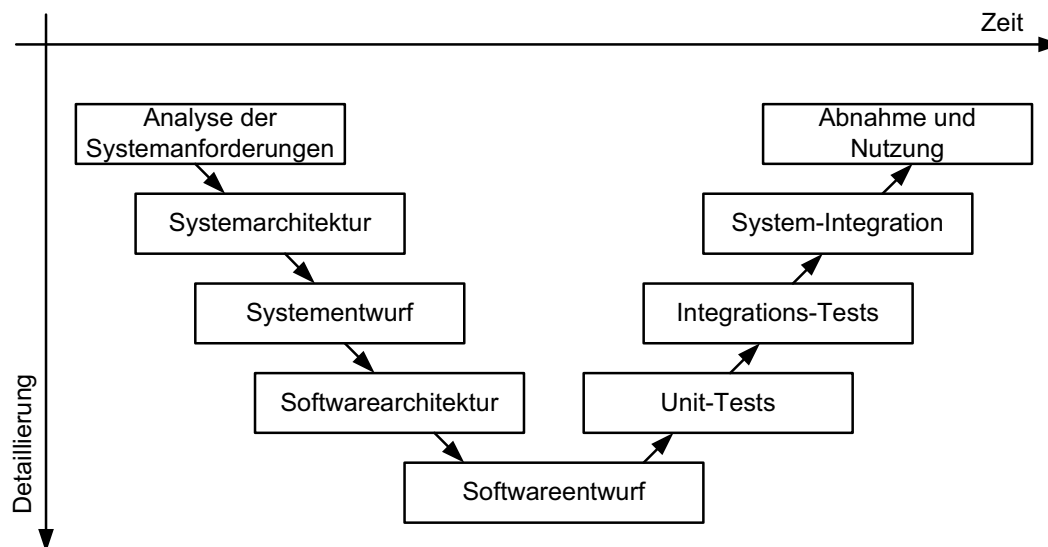 Zeit
Analyse der
Systemanforderungen
Abnahme und
Nutzung
Systemarchitektur
System-Integration
Systementwurf
Integrations-Tests
Softwarearchitektur
Unit-Tests
Softwareentwurf
Detaillierung